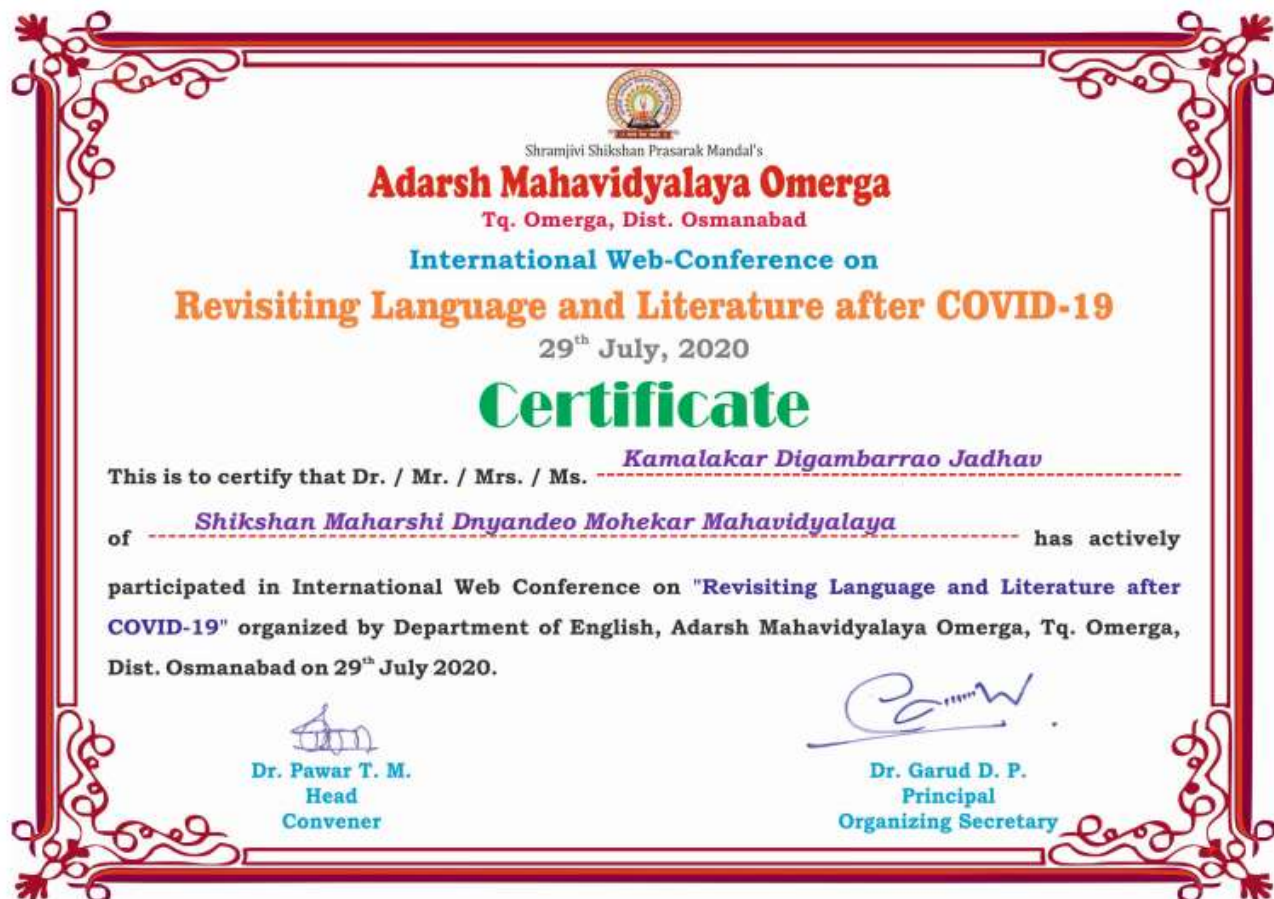 Shramjivi Shikshan Prasarak Mandal's
Adarsh Mahavidyalaya Omerga
Tq. Omerga, Dist. Osmanabad
International Web-Conference on
Revisiting Language and Literature after COVID-19
29th July, 2020
Certificate
This is to certify that Dr. / Mr. / Mrs. / Ms. Kamalakar Digambarrao Jadhav
of Shikshan Maharshi Dnyandeo Mohekar Mahavidyalaya has actively
participated in International Web Conference on "Revisiting Language and Literature after
COVID-19" organized by Department of English, Adarsh Mahavidyalaya Omerga, Tq. Omerga,
Dist. Osmanabad on 29th July 2020.
Dr. Pawar T. M.
Head
Convener
Dr. Garud D. P.
Principal
Organizing Secretary